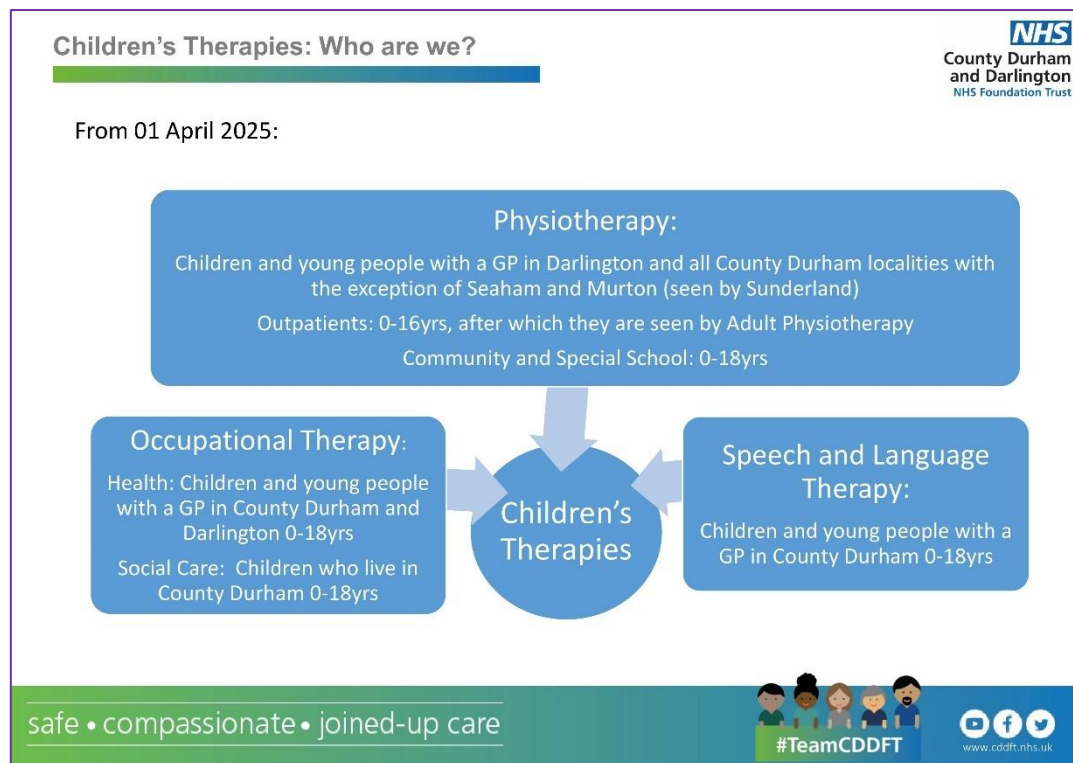 Children's Therapies: Who are we?
NHS
County Durham
and Darlington
NHS Foundation Trust
From 01 April 2025:
Physiotherapy:
Children and young people with a GP in Darlington and all County Durham localities with
the exception of Seaham and Murton (seen by Sunderland)
Outpatients: 0-16yrs, after which they are seen by Adult Physiotherapy
Community and Special School: 0-18yrs
Occupational Therapy:
Health: Children and young people
with a GP in County Durham and
Darlington 0-18yrs
Social Care:  Children who live in
County Durham 0-18yrs
Children's
Therapies
Speech and Language
Therapy:
Children and young people with a
GP in County Durham 0-18yrs
safe • compassionate • joined-up care
#TeamCDDFT
www.cddft.nhs.uk